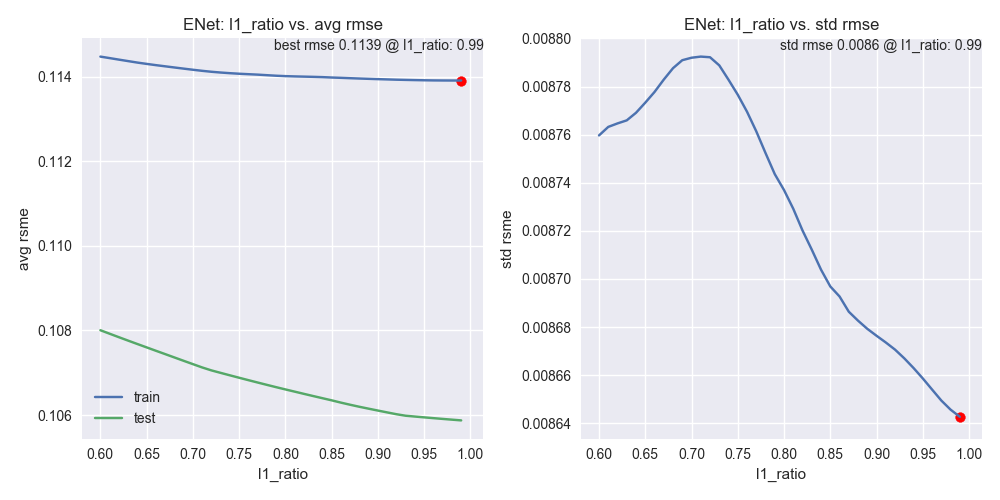 ENet: l1_ratio vs. avg rmse
best rmse 0.1139 @ l1_ratio: 0.99
0.114
0.112
0.110
0.108
0.106
avg rsme
train
test
0.60 0.65 0.70 0.75 0.80 0.85 0.90 0.95 1.00
l1_ratio
ENet: l1_ratio vs. std rmse
std rmse 0.0086 @ l1_ratio: 0.99
0.00880
0.00878
0.00876
0.00874
0.00872
0.00870
0.00868
0.00866
0.00864
std rsme
0.60 0.65 0.70 0.75 0.80 0.85 0.90 0.95 1.00
l1_ratio